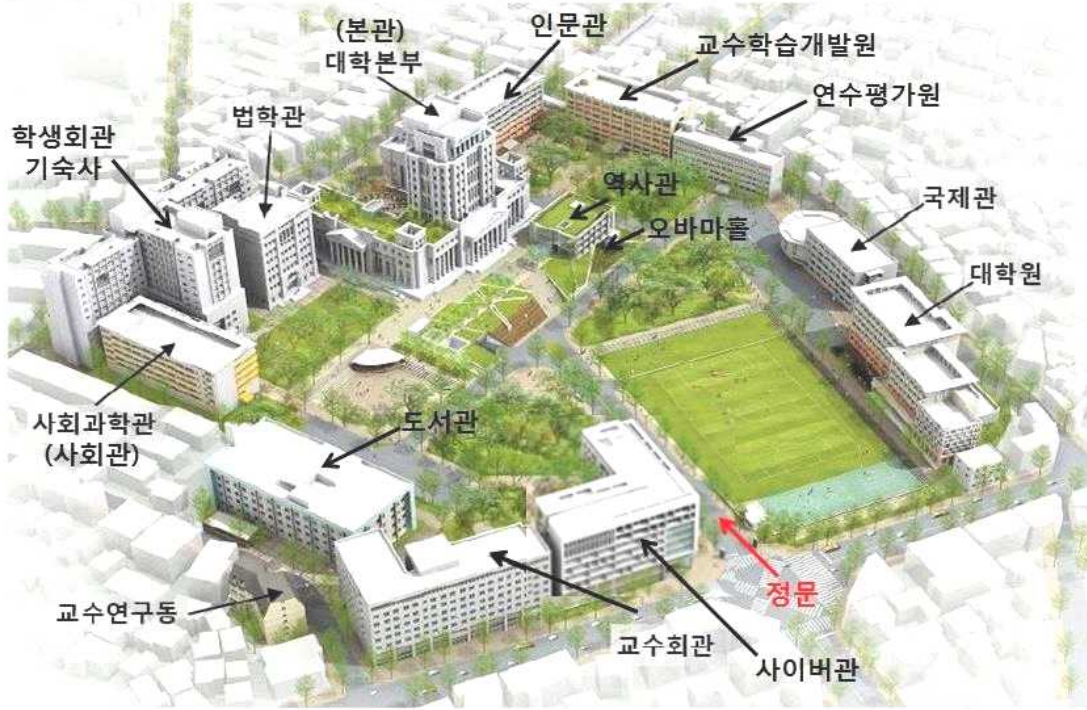 인문관
(본관)
대학본부
교수학습개발원
연수평가원
법학관
학생회관
기숙사
역사관
국제관
오바마홀
대학원
사회과학관
(사회관)
도서관
정문
교수연구동
교수회관
사이버관